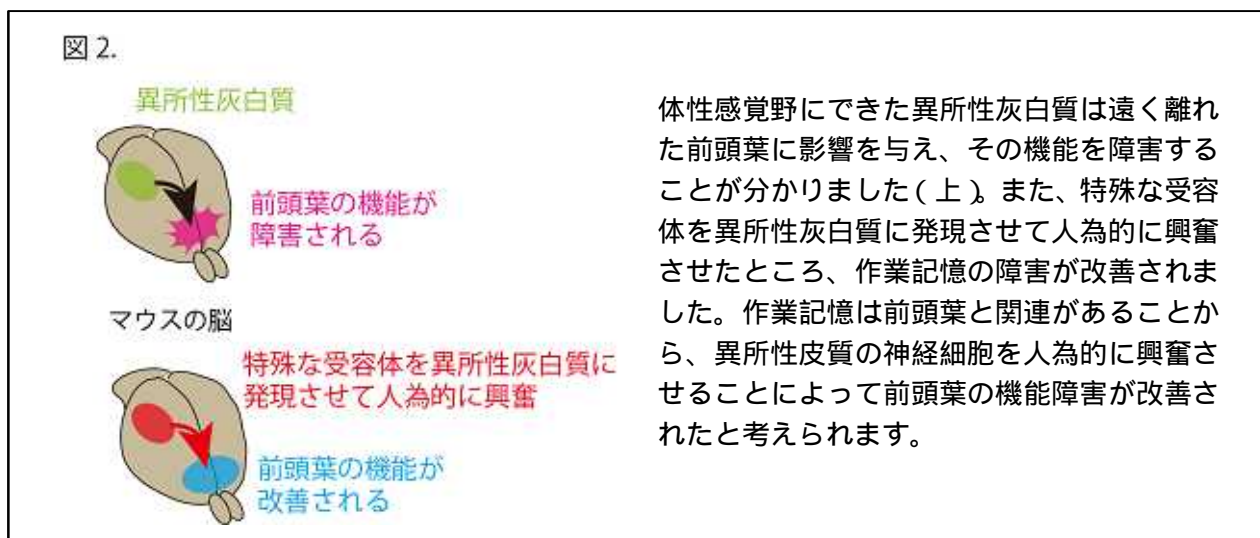 図 2.
異所性灰白質
前頭葉の機能が
障害される
マウスの脳
特殊な受容体を異所性灰白質に
発現させて人為的に興奮
前頭葉の機能が
改善される
体性感覚野にできた異所性灰白質は遠く離れ
た前頭葉に影響を与え、その機能を障害する
ことが分かりました（上）。また、特殊な受容
体を異所性灰白質に発現させて人為的に興奮
させたところ、作業記憶の障害が改善されま
した。作業記憶は前頭葉と関連があることか
ら、異所性皮質の神経細胞を人為的に興奮さ
せることによって前頭葉の機能障害が改善さ
れたと考えられます。